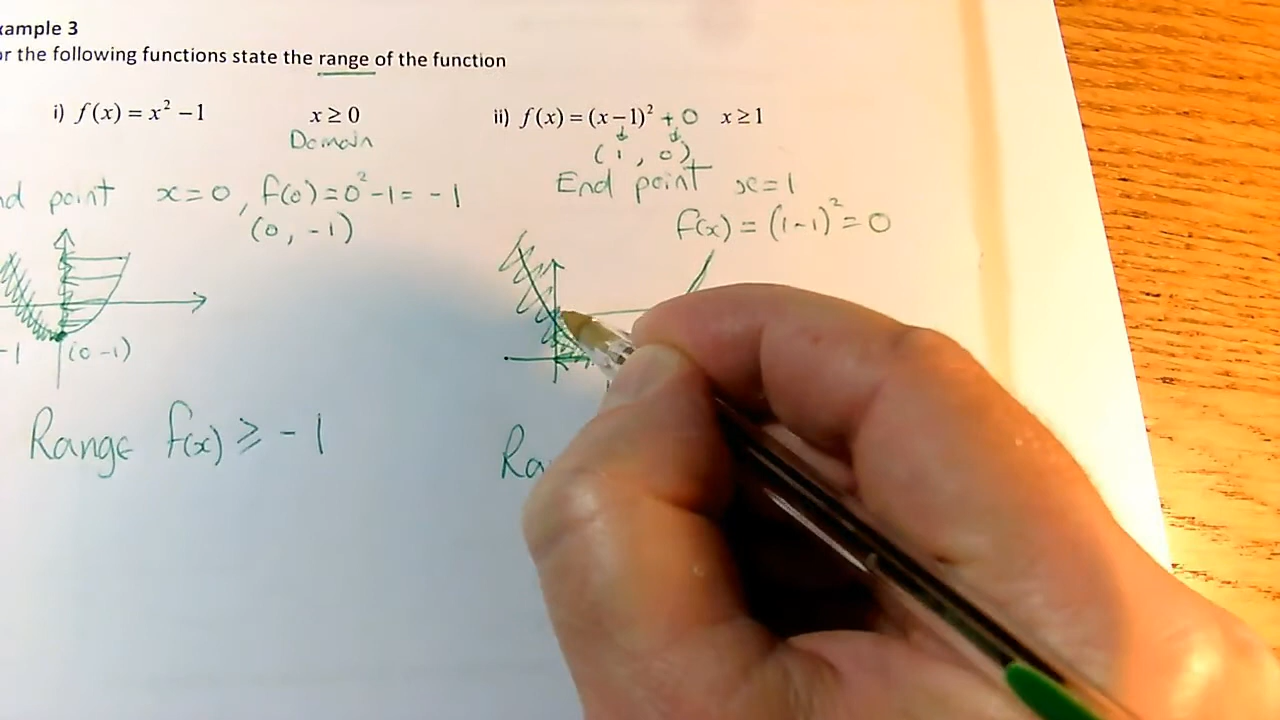 ample 3
r the following functions state the range of the function
i) f(x) = x² − 1 x ≥ 0
Domain
nd point x = 0, f(0) = 0² - 1 = - 1
(0, -1)
-1 (0 -1)
Range f(x) ≥ - 1
ii) f(x) = (x − 1)² + 0 x ≥ 1
(1, 0)
End point x = 1
f(x) = (1-1)² = 0
Ra